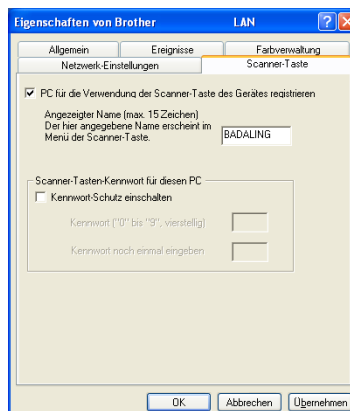 Eigenschaften von Brother LAN
Allgemein Ereignisse Farbverwaltung
Netzwerk-Einstellungen Scanner-Taste
PC für die Verwendung der Scanner-Taste des Gerätes registrieren
Angezeigter Name (max. 15 Zeichen)
Der hier angegebene Name erscheint im
Menü der Scanner-Taste.
BADALING
Scanner-Tasten-Kennwort für diesen PC
Kennwort-Schutz einschalten
Kennwort ("0" bis "9", vierstellig)
Kennwort noch einmal eingeben
OK Abbrechen Übernehmen